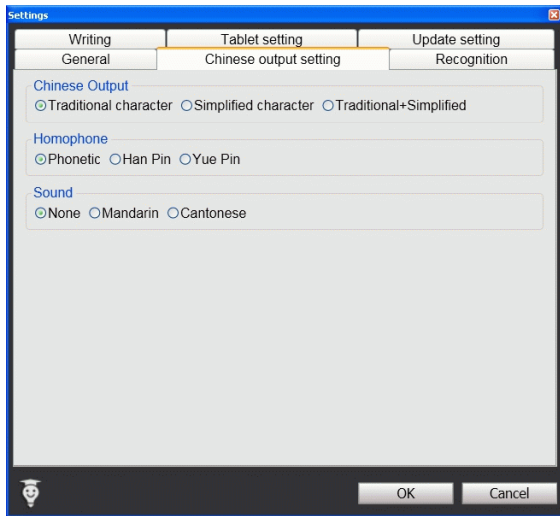 Settings
Writing Tablet setting Update setting
General Chinese output setting Recognition
Chinese Output
Traditional character Simplified character Traditional+Simplified
Homophone
Phonetic Han Pin Yue Pin
Sound
None Mandarin Cantonese
OK Cancel